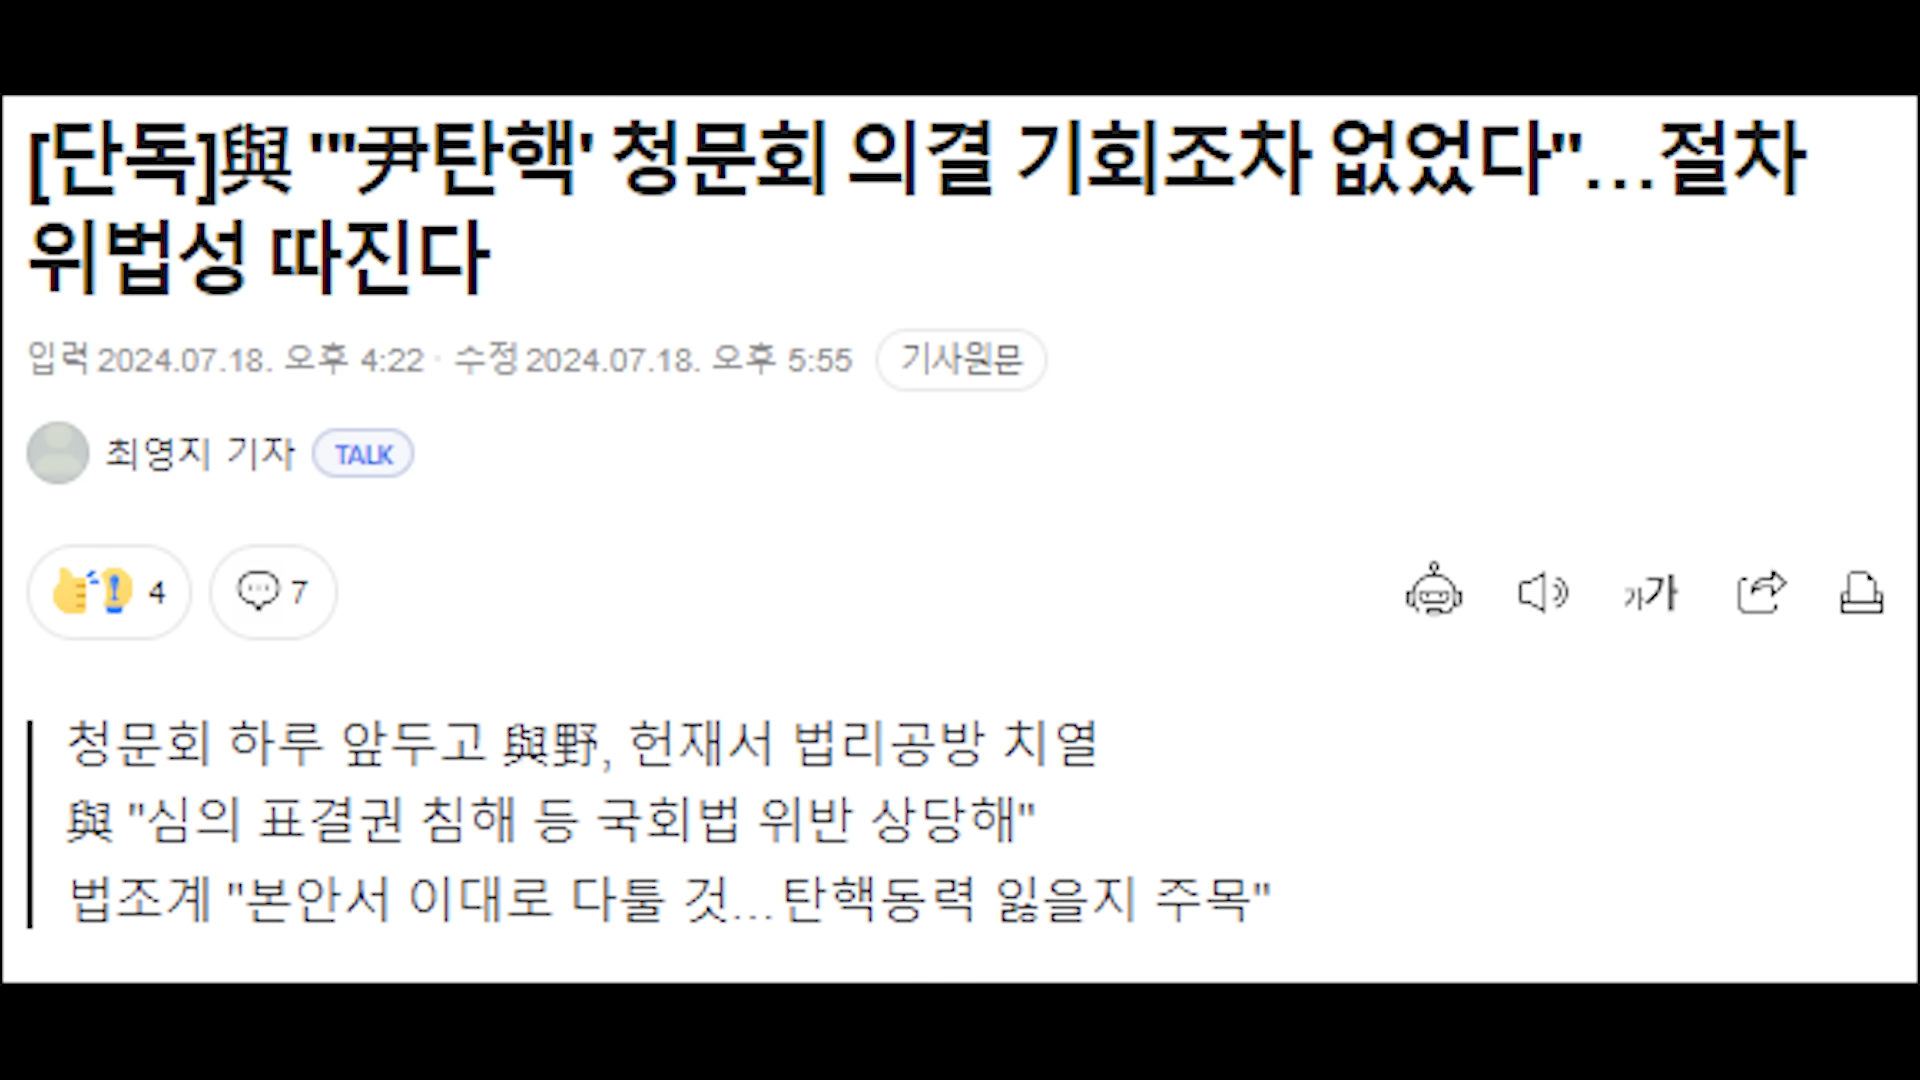 [단독]與 "'尹탄핵' 청문회 의결 기회조차 없었다"…절차
위법성 따진다
입력 2024.07.18. 오후 4:22 · 수정 2024.07.18. 오후 5:55 기사원문
최영지 기자 TALK
4 7 가가
청문회 하루 앞두고 與野, 헌재서 법리공방 치열
與 "심의 표결권 침해 등 국회법 위반 상당해"
법조계 "본안서 이대로 다툴 것…탄핵동력 잃을지 주목"